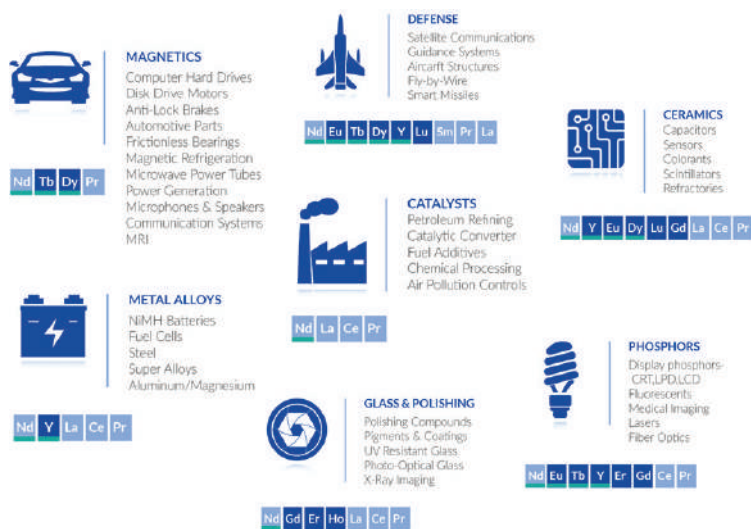 MAGNETICS
Computer Hard Drives
Disk Drive Motors
Anti-Lock Brakes
Automotive Parts
Frictionless Bearings
Magnetic Refrigeration
Microwave Power Tubes
Power Generation
Microphones & Speakers
Communication Systems
MRI
Nd Tb Dy Pr
DEFENSE
Satellite Communications
Guidance Systems
Aircarft Structures
Fly-by-Wire
Smart Missiles
Nd Eu Tb Dy Y Lu Sm Pr La
CERAMICS
Capacitors
Sensors
Colorants
Scintillators
Refractories
Nd Y Eu Dy Lu Gd La Ce Pr
CATALYSTS
Petroleum Refining
Catalytic Converter
Fuel Additives
Chemical Processing
Air Pollution Controls
Nd La Ce Pr
METAL ALLOYS
NiMH Batteries
Fuel Cells
Steel
Super Alloys
Aluminum/Magnesium
Nd Y La Ce Pr
GLASS & POLISHING
Polishing Compounds
Pigments & Coatings
UV Resistant Glass
Photo-Optical Glass
X-Ray Imaging
Nd Gd Er Ho La Ce Pr
PHOSPHORS
Display phosphors-
CRT,LPD,LCD
Fluorescents
Medical Imaging
Lasers
Fiber Optics
Nd Eu Tb Y Er Gd Ce Pr